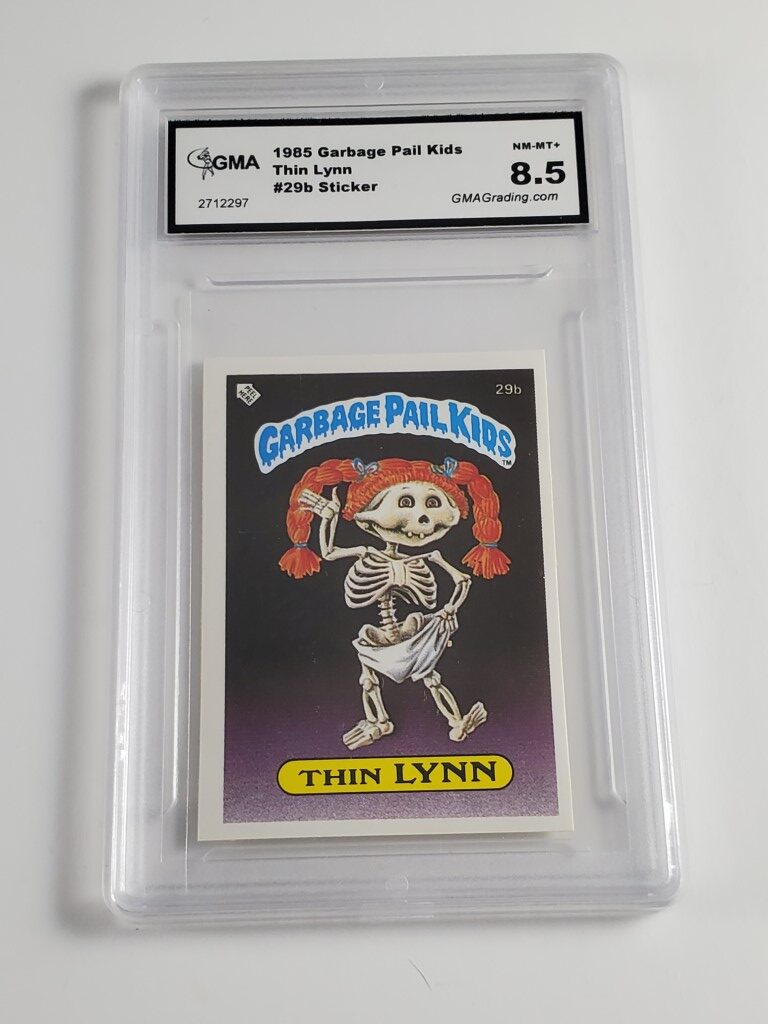 GMA
1985 Garbage Pail Kids
Thin Lynn
#29b Sticker
2712297
NM-MT+
8.5
GMAGrading.com
PEEL
HERE
29b
GARBAGE PAIL KIDS
TM
THIN LYNN